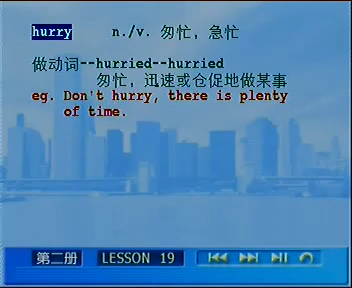 hurry n./v. 匆忙，急忙
做动词--hurried--hurried
匆忙，迅速或仓促地做某事
eg. Don't hurry, there is plenty
of time.
第二册 LESSON 19